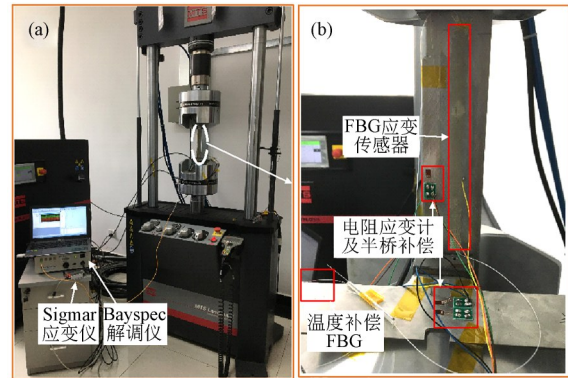 (a)
Sigmar Bayspec
应变仪 解调仪
(b)
FBG应变
传感器
电阻应变计
及半桥补偿
温度补偿
FBG